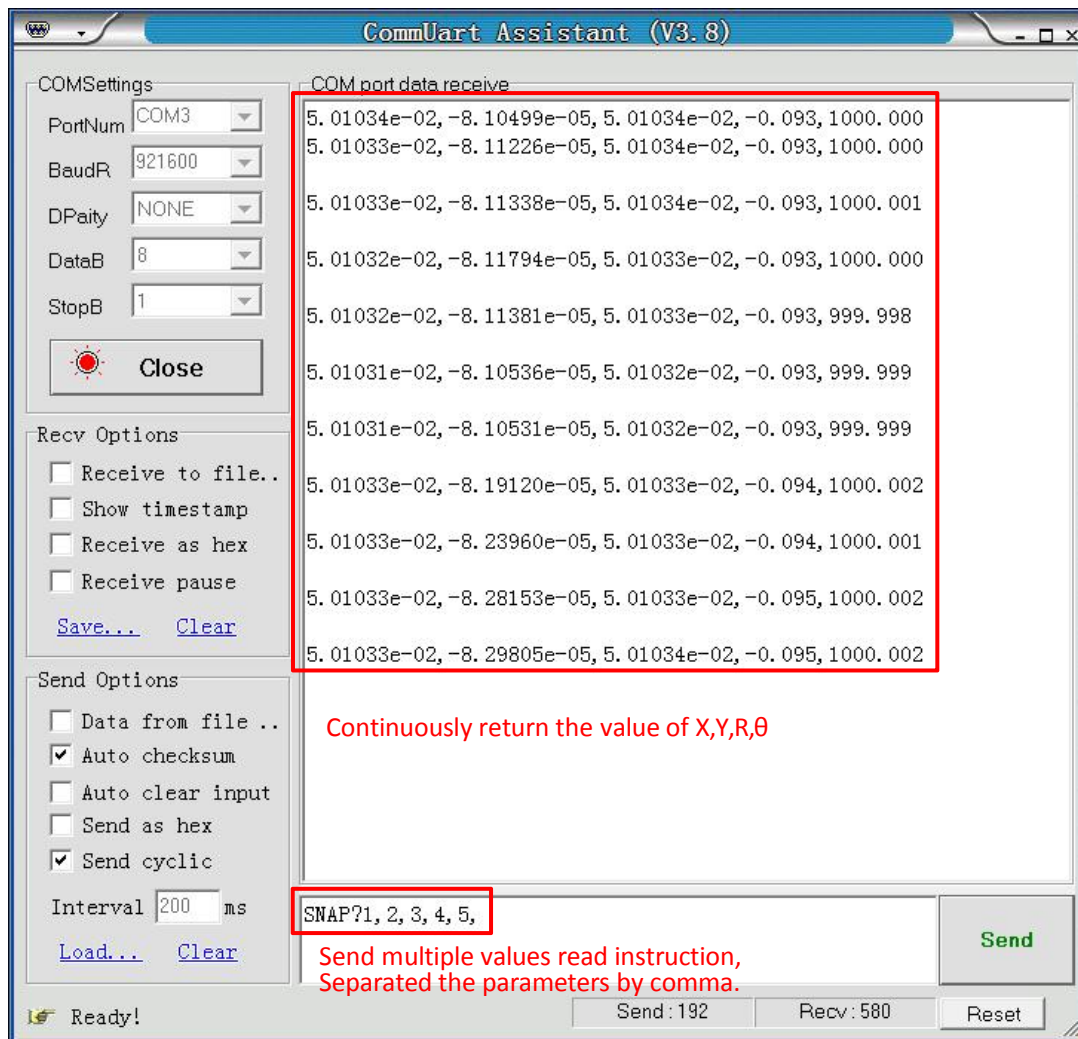 CommUart Assistant (V3.8)
COMSettings
PortNum COM3
BaudR 921600
DPaity NONE
DataB 8
StopB 1
Close
Recv Options
Receive to file..
Show timestamp
Receive as hex
Receive pause
Save... Clear
Send Options
Data from file ..
Auto checksum
Auto clear input
Send as hex
Send cyclic
Interval 200 ms
Load... Clear
COM port data receive
5.01034e-02,-8.10499e-05,5.01034e-02,-0.093,1000.000
5.01033e-02,-8.11226e-05,5.01034e-02,-0.093,1000.000
5.01033e-02,-8.11338e-05,5.01034e-02,-0.093,1000.001
5.01032e-02,-8.11794e-05,5.01033e-02,-0.093,1000.000
5.01032e-02,-8.11381e-05,5.01033e-02,-0.093,999.998
5.01031e-02,-8.10536e-05,5.01032e-02,-0.093,999.999
5.01031e-02,-8.10531e-05,5.01032e-02,-0.093,999.999
5.01033e-02,-8.19120e-05,5.01033e-02,-0.094,1000.002
5.01033e-02,-8.23960e-05,5.01033e-02,-0.094,1000.001
5.01033e-02,-8.28153e-05,5.01033e-02,-0.095,1000.002
5.01033e-02,-8.29805e-05,5.01034e-02,-0.095,1000.002
Continuously return the value of X,Y,R,θ
SNAP?1,2,3,4,5,
Send multiple values read instruction,
Separated the parameters by comma.
Send
Ready!
Send:192
Recv:580
Reset